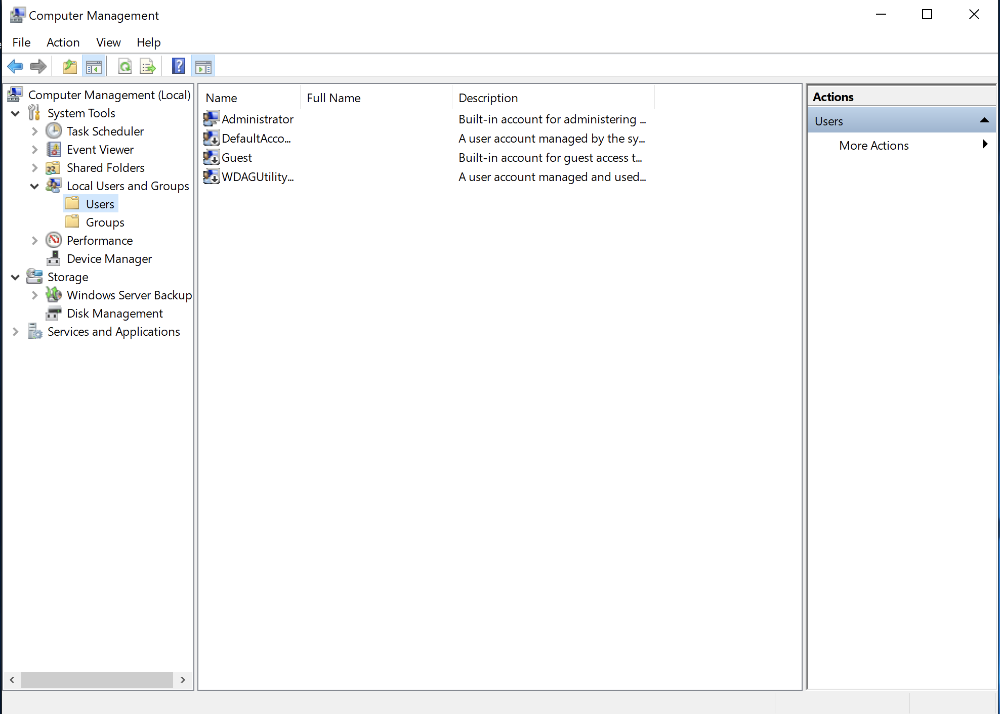 Computer Management
File Action View Help
Computer Management (Local)
System Tools
Task Scheduler
Event Viewer
Shared Folders
Local Users and Groups
Users
Groups
Performance
Device Manager
Storage
Windows Server Backup
Disk Management
Services and Applications
Name Full Name Description
Administrator Built-in account for administering ...
DefaultAcco... A user account managed by the sy...
Guest Built-in account for guest access t...
WDAGUtility... A user account managed and used...
Actions
Users
More Actions